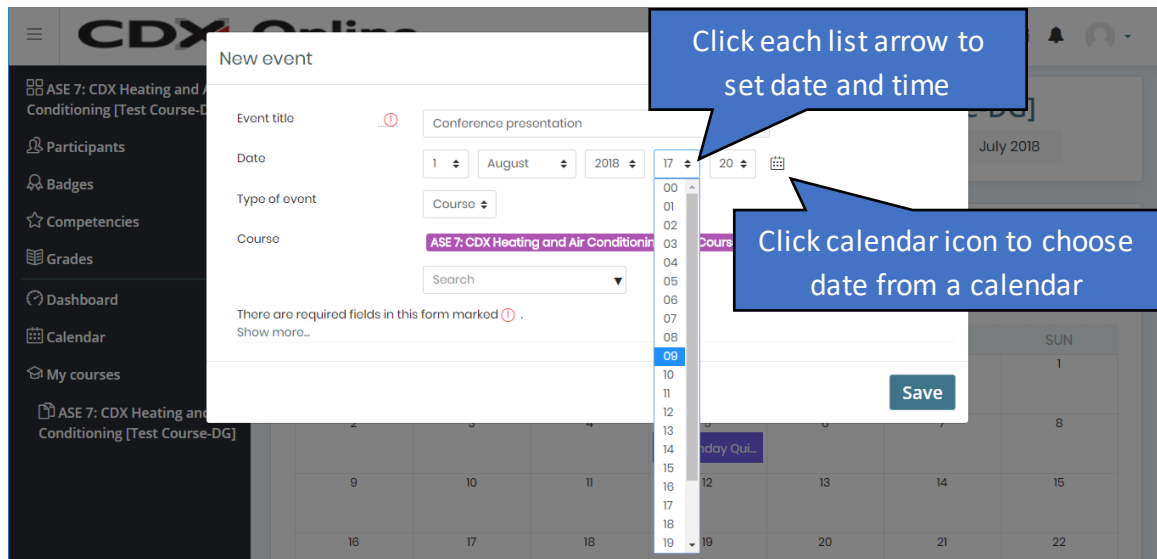 CDX Online
Click each list arrow to
set date and time
New event
ASE 7: CDX Heating and
Conditioning [Test Course-
Participants
Badges
Competencies
Grades
Dashboard
Calendar
My courses
ASE 7: CDX Heating and
Conditioning [Test Course-DG]
Event title
Conference presentation
Date
1 August 2018 17 20
Type of event
Course
Course
ASE 7: CDX Heating and Air
Search
There are required fields in this form marked .
Show more...
00
01
02
03
04
05
06
07
08
09
10
11
12
13
14
15
16
17
18
19
Click calendar icon to choose
date from a calendar
Save
-DG]
July 2018
SUN
1
2 3 4 5 6 7 8
9 10 11 12 13 14 15
16 17 18 19 20 21 22